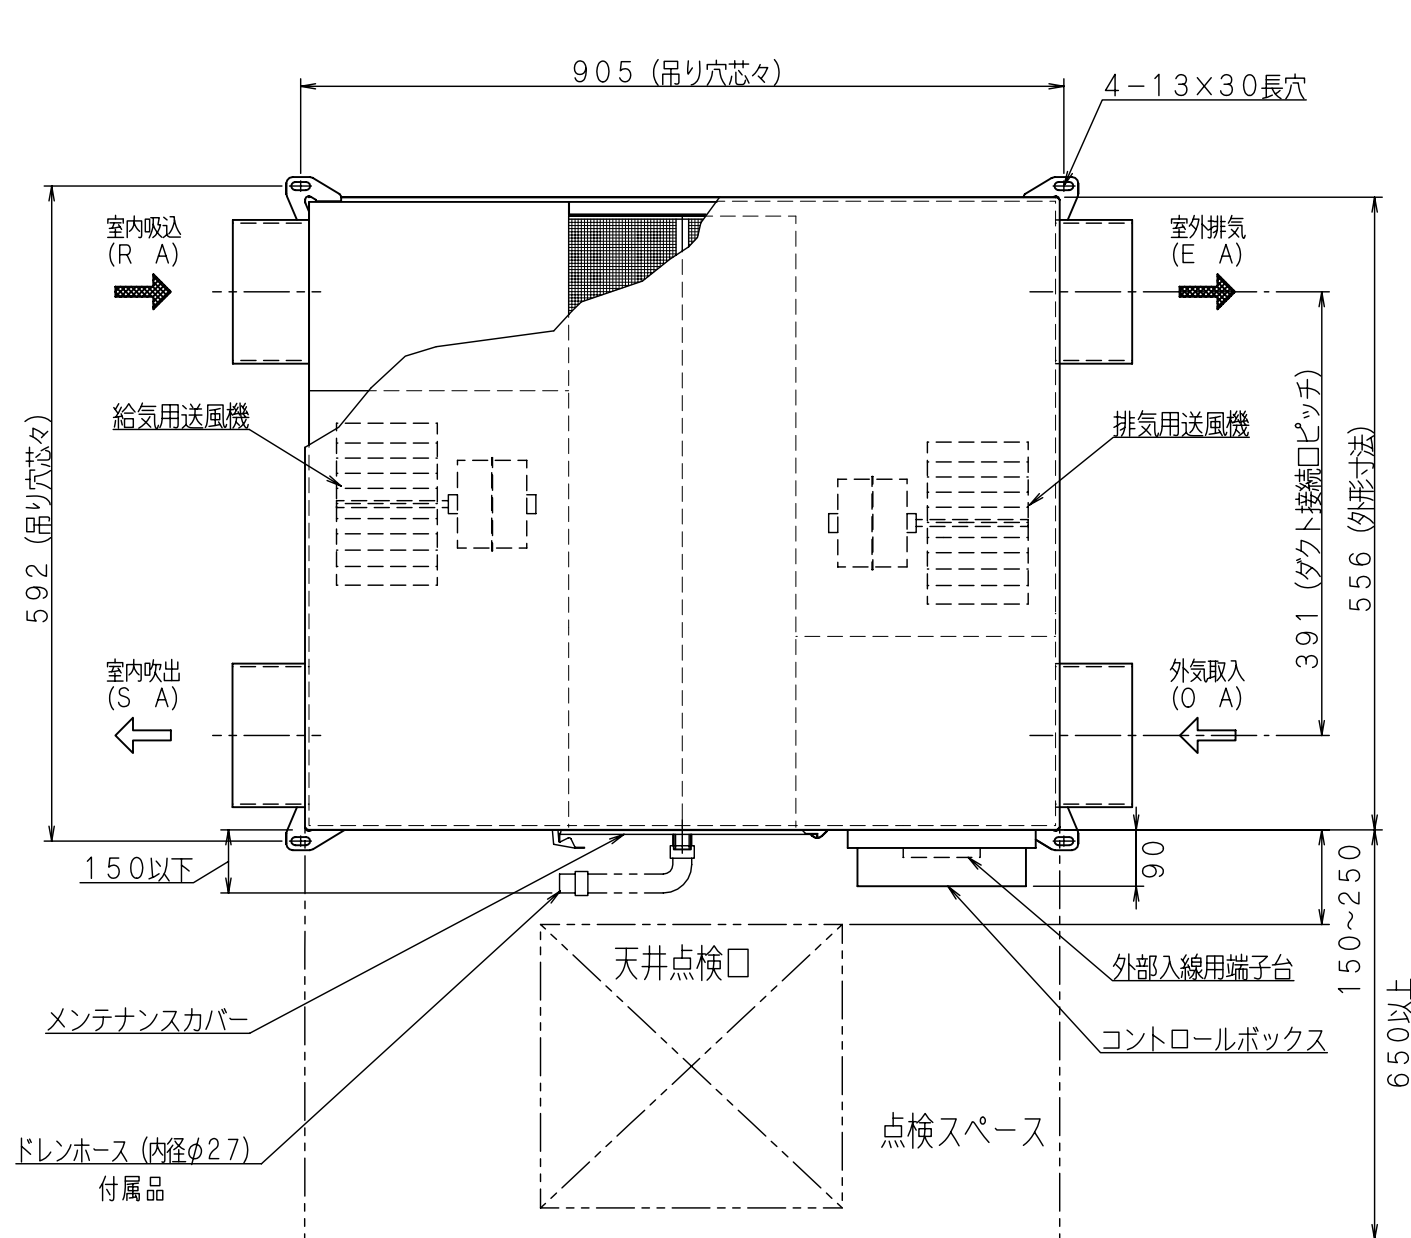 905 (吊り穴芯々)
4-13×30長穴
室内吸込
(R A)
室外排気
(E A)
給気用送風機
排気用送風機
592 (吊り穴芯々)
391 (ダクト接続口ピッチ)
556 (外形寸法)
室内吹出
(S A)
外気取入
(O A)
150以下
90
150~250
650以上
天井点検口
外部入線用端子台
メンテナンスカバー
コントロールボックス
点検スペース
ドレンホース (内径φ27)
付属品